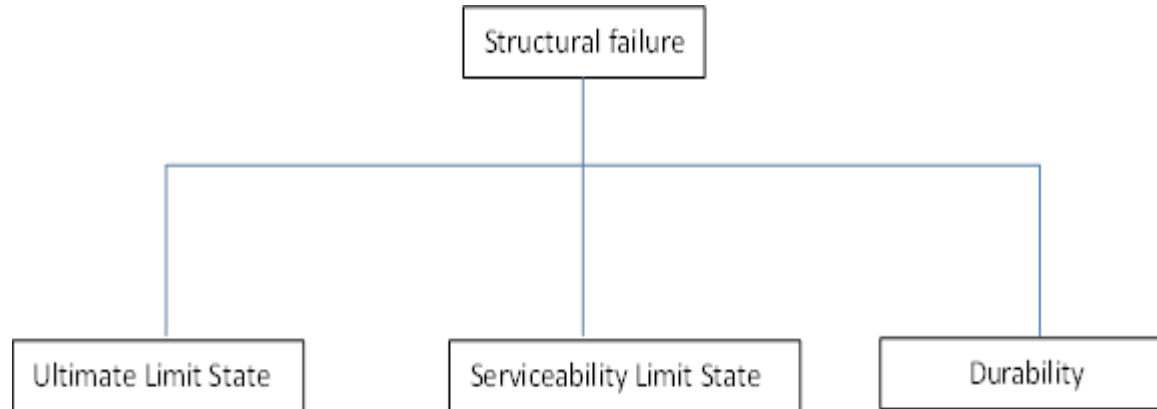 Structural failure
Ultimate Limit State
Serviceability Limit State
Durability